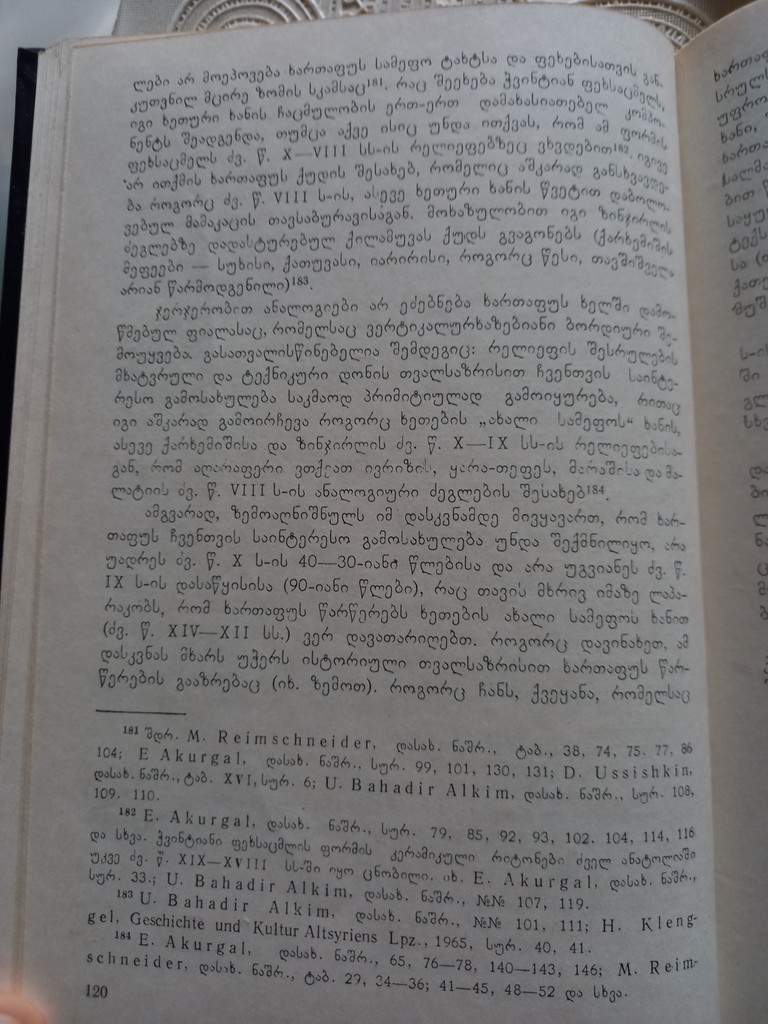 ლები არ მოეპოვება ხართაფუს სამეფო ტახტსა და ფეხებისათვის გან-
კუთვნილ მცირე ზომის სკამსაც¹⁸¹. რაც შეეხება ჭვინტიან ფეხსაცმელს,
იგი ხეთური ხანის ჩაცმულობის ერთ-ერთ დამახასიათებელ კომპო-
ნენტს შეადგენდა, თუმცა აქვე ისიც უნდა ითქვას, რომ ამ ფორმის
ფეხსაცმელს ძვ. წ. X—VIII სს-ის რელიეფებზეც ვხვდებით¹⁸². იგივე
არ ითქმის ხართაფუს ქუდის შესახებ, რომელიც აშკარად განსხვავდე-
ბა როგორც ძვ. წ. VIII ს-ის, ასევე ხეთური ხანის წვეტით დაბოლო-
ვებულ მამაკაცის თავსაბურავისაგან. მოხაზულობით იგი ზინჯირლის
ძეგლებზე დადასტურებულ ქილამუვას ქუდს გვაგონებს (ქარხემიშის
მეფეები — სუხისი, ქათუვასი, იარირისი, როგორც წესი, თავშიშველა
არიან წარმოდგენილი)¹⁸³.
ჯერჯერობით ანალოგიები არ ეძებნება ხართაფუს ხელში დამო-
წმებულ ფიალასაც, რომელსაც ვერტიკალურხაზებიანი ბორდიური შე-
მოუყვება. გასათვალისწინებელია შემდეგიც: რელიეფის შესრულების
მხატვრული და ტექნიკური დონის თვალსაზრისით ჩვენთვის საინტე-
რესო გამოსახულება საკმაოდ პრიმიტიულად გამოიყურება, რითაც
იგი აშკარად გამოირჩევა როგორც ხეთების „ახალი სამეფოს“ ხანის,
ასევე ქარხემიშისა და ზინჯირლის ძვ. წ. X—IX სს-ის რელიეფებისა-
გან, რომ აღარაფერი ვთქვათ ივრიზის, ყარა-თეფეს, მარაშისა და მა-
ლატიის ძვ. წ. VIII ს-ის ანალოგიური ძეგლების შესახებ¹⁸⁴.
ამგვარად, ზემოაღნიშნულს იმ დასკვნამდე მივყავართ, რომ ხარ-
თაფუს ჩვენთვის საინტერესო გამოსახულება უნდა შექმნილიყო, არა
უადრეს ძვ. წ. X ს-ის 40—30-იანი წლებისა და არა უგვიანეს ძვ. წ.
IX ს-ის დასაწყისისა (90-იანი წლები), რაც თავის მხრივ იმაზე ლაპა-
რაკობს, რომ ხართაფუს წარწერებს ხეთების ახალი სამეფოს ხანით
(ძვ. წ. XIV—XII სს.) ვერ დავათარიღებთ. როგორც დავინახეთ, ამ
დასკვნას მხარს უჭერს ისტორიული თვალსაზრისით ხართაფუს წარ-
წერების გააზრებაც (იხ. ზემოთ). როგორც ჩანს, ქვეყანა, რომელსაც
¹⁸¹ შდრ. M. Reimschneider, დასახ. ნაშრ., ტაბ., 38, 74, 75. 77, 86
104; E Akurgal, დასახ. ნაშრ., სურ. 99, 101, 130, 131; D. Ussishkin,
დასახ. ნაშრ., ტაბ. XVI, სურ. 6; U. Bahadir Alkim, დასახ. ნაშრ., სურ. 108,
109. 110.
¹⁸² E. Akurgal, დასახ. ნაშრ., სურ. 79, 85, 92, 93, 102. 104, 114, 116
და სხვა. ჭვინტიანი ფეხსაცმლის ფორმის კერამიკული რიტონები ძველ ანატოლიაში
უკვე ძვ. წ. XIX—XVIII სს-ში იყო ცნობილი. იხ. E. Akurgal, დასახ. ნაშრ.,
სურ. 33.; U. Bahadir Alkim, დასახ. ნაშრ., №№ 107, 119.
¹⁸³ U. Bahadir Alkim, დასახ. ნაშრ., №№ 101, 111; H. Kleng-
gel, Geschichte und Kultur Altsyriens Lpz., 1965, სურ. 40, 41.
¹⁸⁴ E. Akurgal, დასახ. ნაშრ., 65, 76—78, 140—143, 146; M. Reim-
schneider, დასახ. ნაშრ., ტაბ. 29, 34—36; 41—45, 48—52 და სხვა.
120